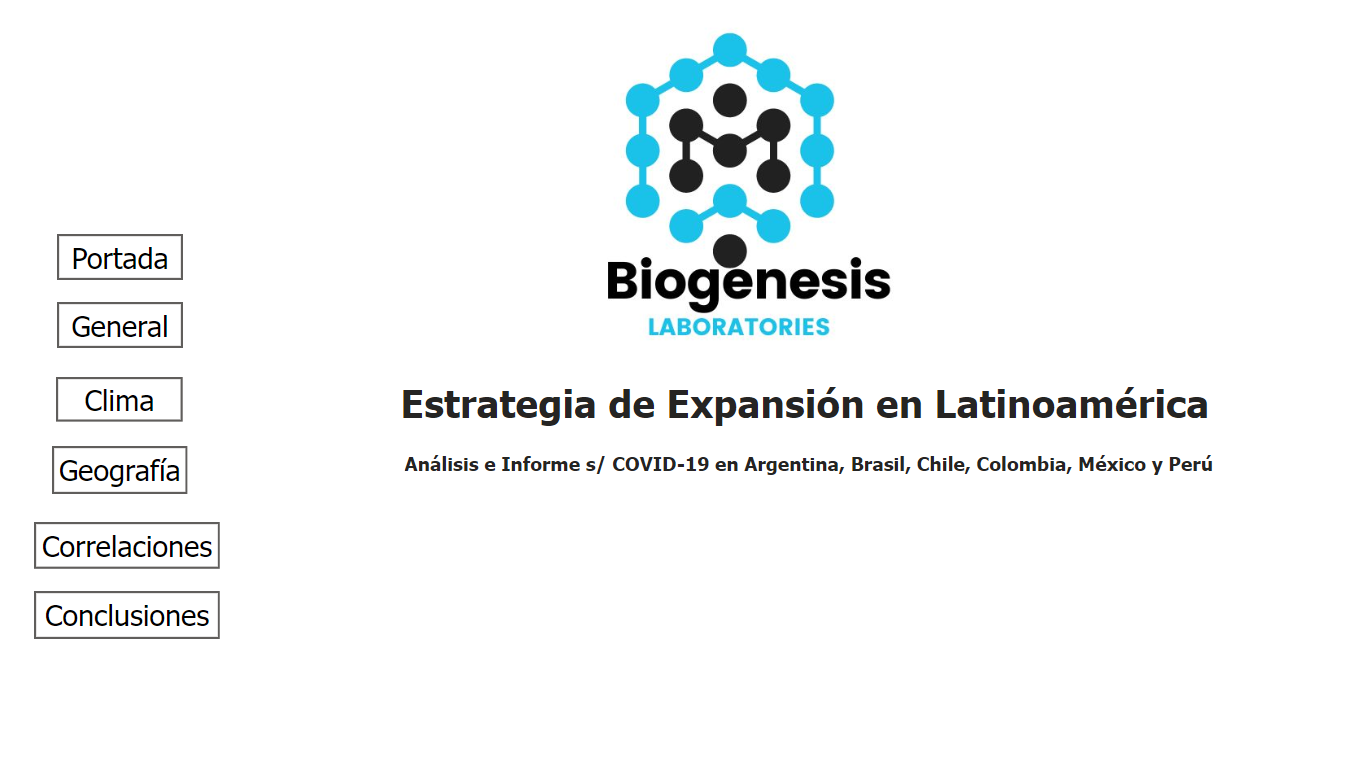 Biogenesis
LABORATORIES
Portada
General
Clima
Geografía
Correlaciones
Conclusiones
Estrategia de Expansión en Latinoamérica
Análisis e Informe s/ COVID-19 en Argentina, Brasil, Chile, Colombia, México y Perú